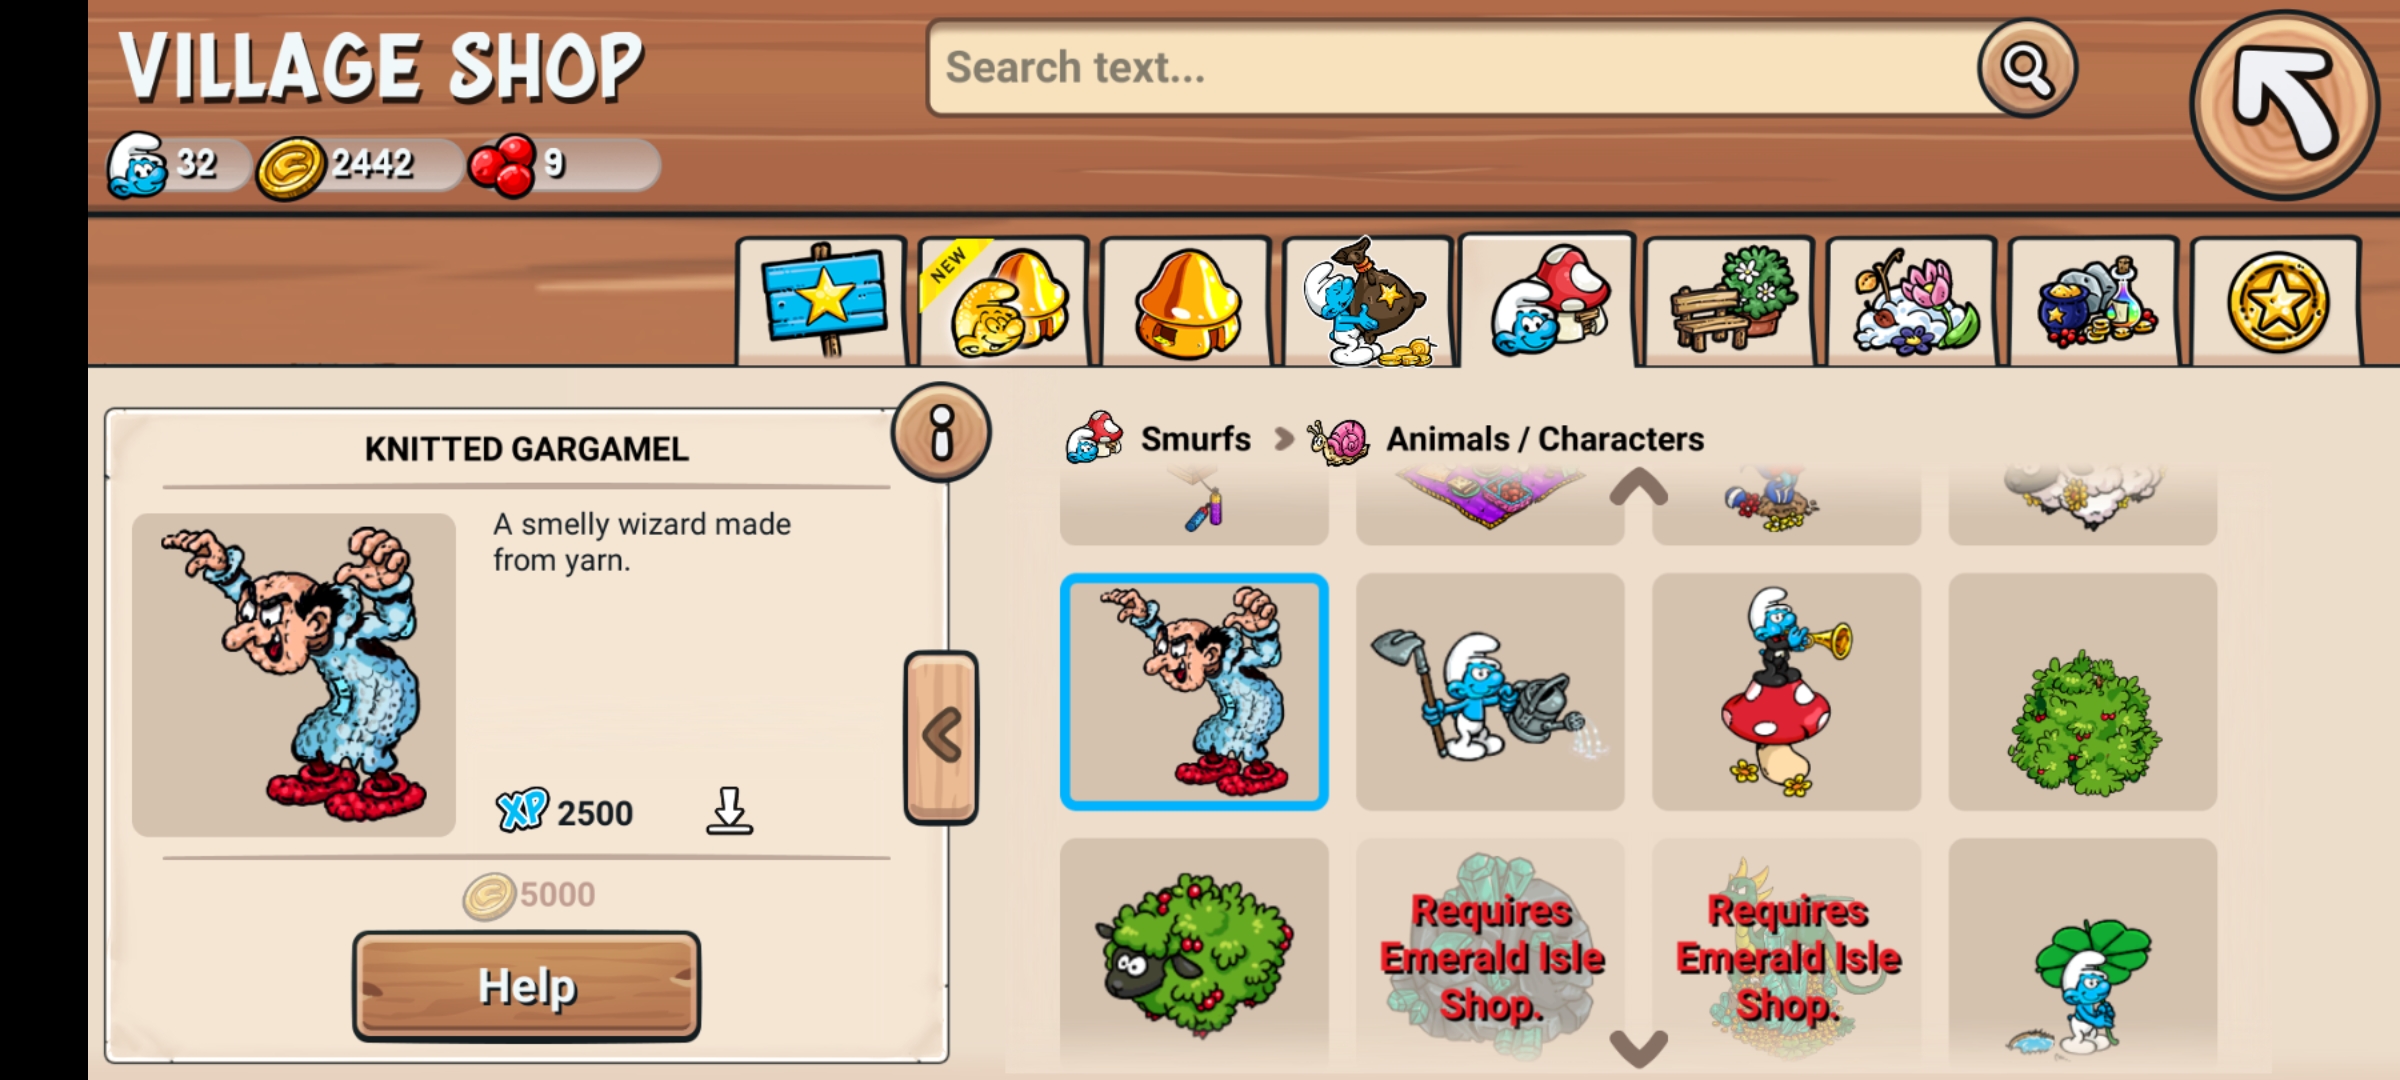 VILLAGE SHOP
Search text...
32
2442
9
NEW
KNITTED GARGAMEL
A smelly wizard made
from yarn.
XP 2500
5000
Help
Smurfs
Animals / Characters
Requires
Emerald Isle
Shop.
Requires
Emerald Isle
Shop.